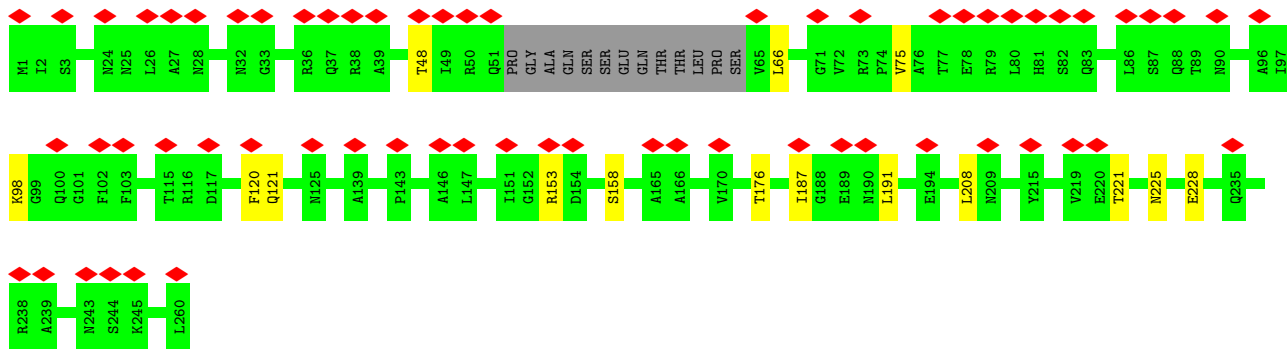 M1 I2 S3 N24 N25 L26 A27 N28 N32 G33 R36 Q37 R38 A39 T48 I49 R50 Q51 PRO GLY ALA GLN SER SER GLU GLN THR THR LEU PRO SER V65 L66 G71 V72 R73 P74 V75 A76 T77 E78 R79 L80 H81 S82 Q83 L86 S87 Q88 T89 N90 A96 I97
K98 G99 Q100 G101 F102 F103 T115 R116 D117 F120 Q121 N125 A139 P143 A146 L147 I151 G152 R153 D154 S158 A165 A166 V170 T176 I187 G188 E189 N190 L191 E194 L208 N209 Y215 V219 E220 T221 N225 E228 Q235
R238 A239 N243 S244 K245 L260